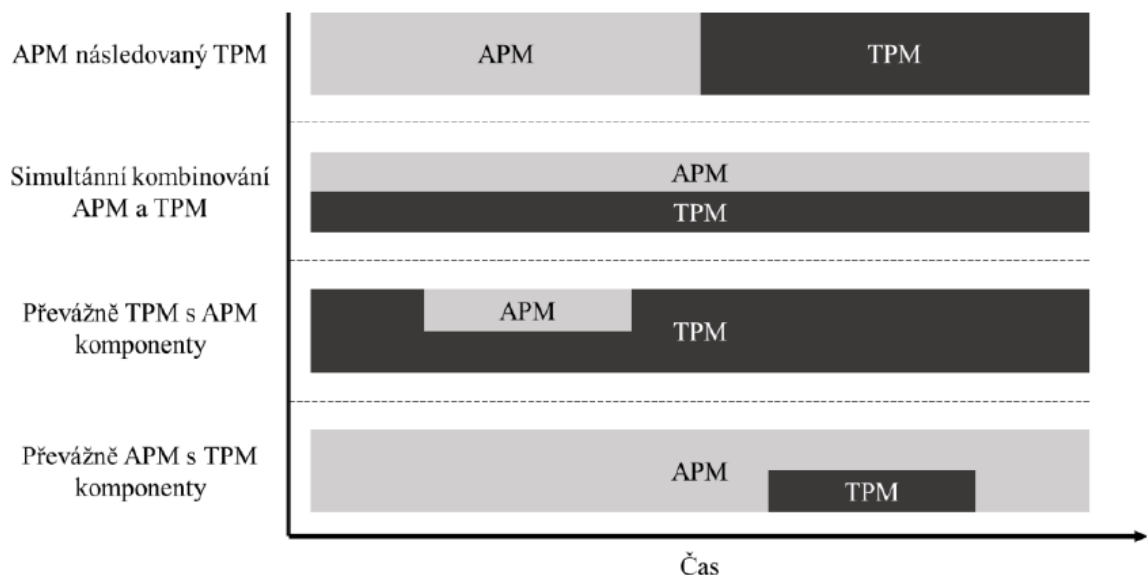 APM následovaný TPM
APM
TPM
Simultánní kombinování
APM a TPM
APM
TPM
Převážně TPM s APM
komponenty
APM
TPM
Převážně APM s TPM
komponenty
APM
TPM
Čas